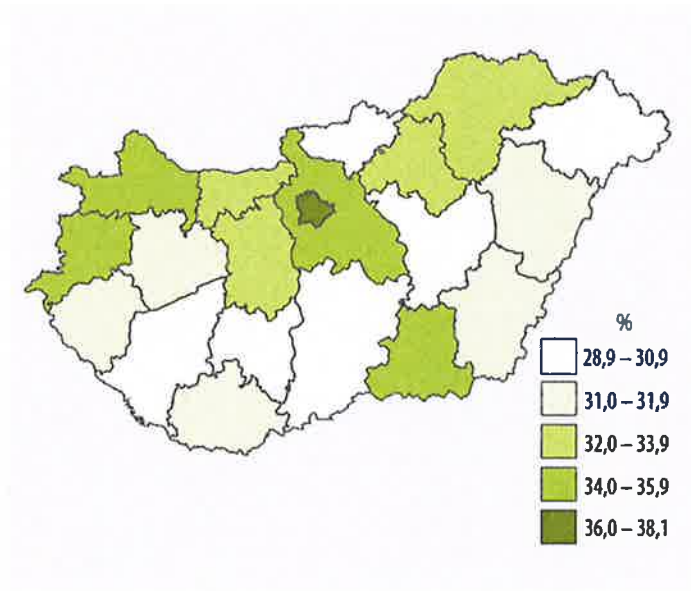 %
28,9 – 30,9
31,0 – 31,9
32,0 – 33,9
34,0 – 35,9
36,0 – 38,1